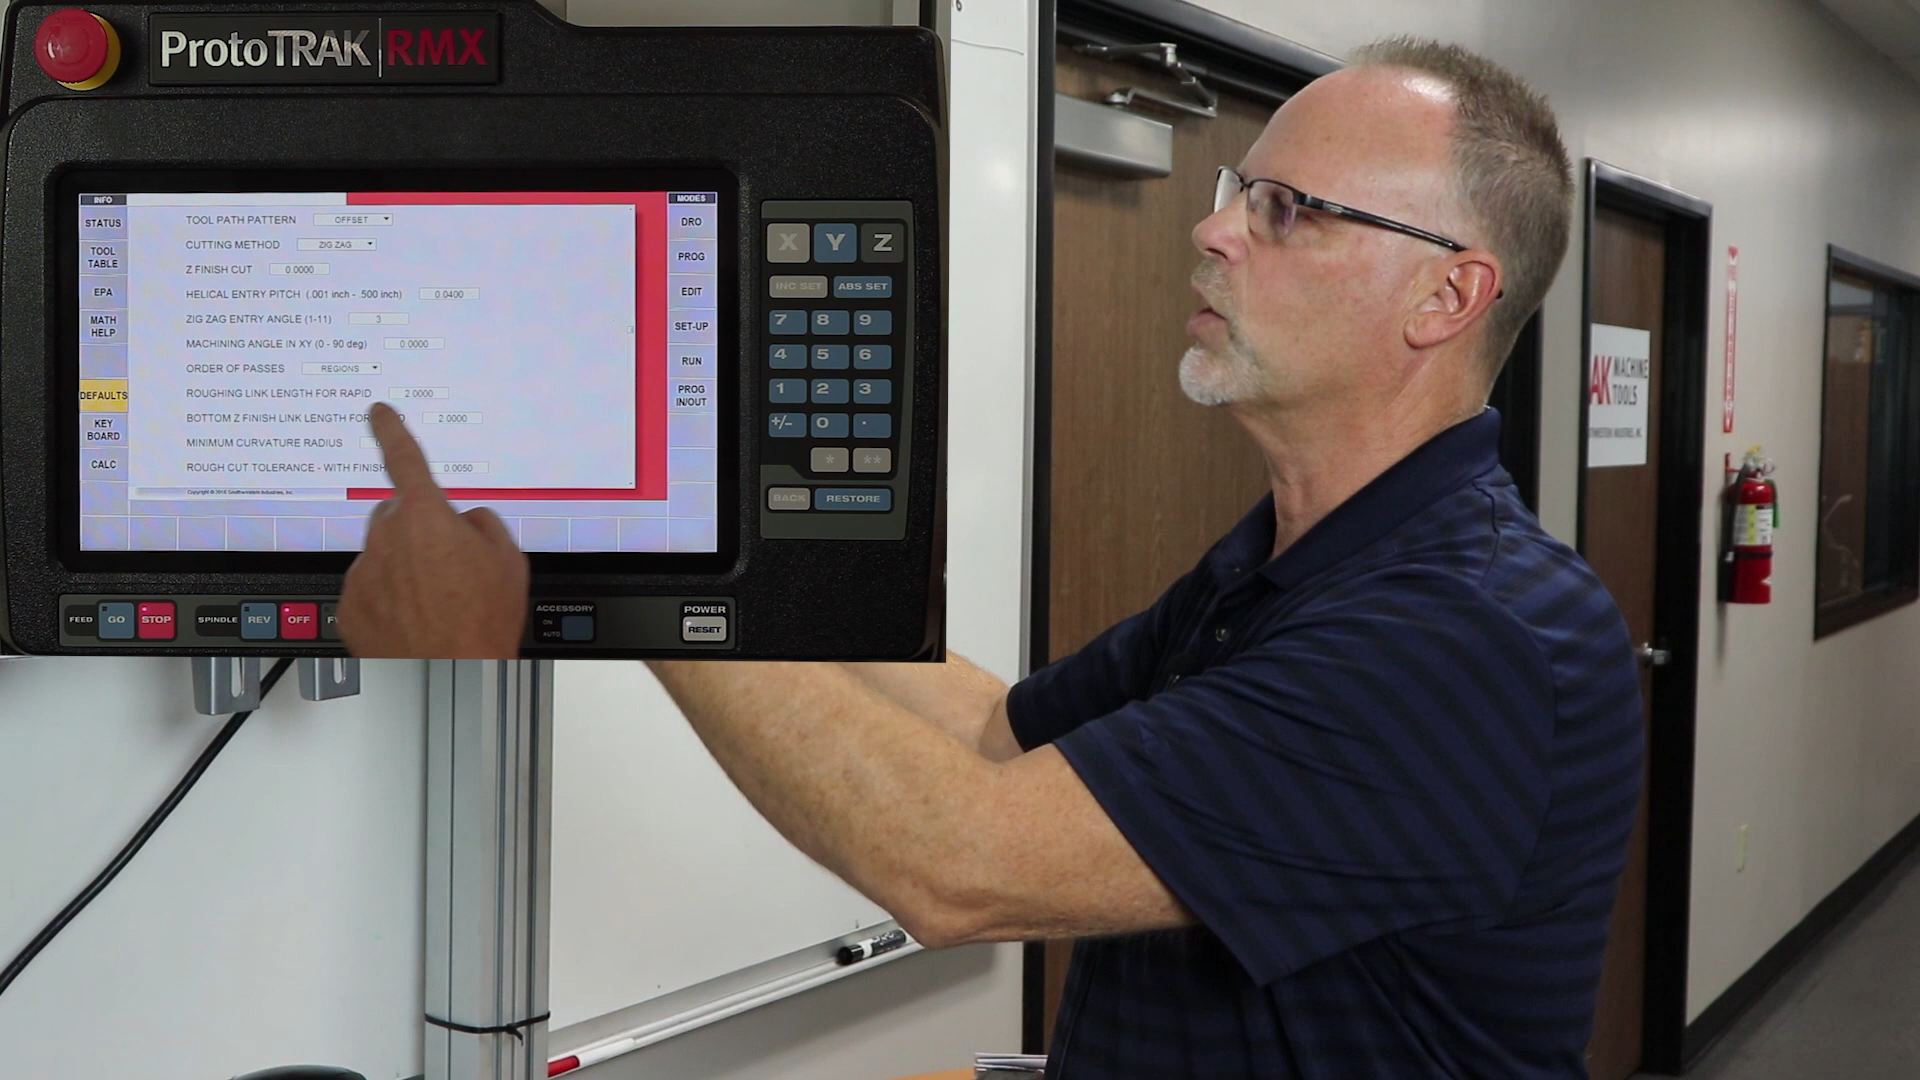 ProtoTRAK RMX
INFO
STATUS
TOOL TABLE
EPA
MATH HELP
DEFAULTS
KEY BOARD
CALC
TOOL PATH PATTERN OFFSET
CUTTING METHOD ZIG ZAG
Z FINISH CUT 0.0000
HELICAL ENTRY PITCH (.001 inch - .500 inch) 0.0400
ZIG ZAG ENTRY ANGLE (1-11) 3
MACHINING ANGLE IN XY (0 - 90 deg) 0.0000
ORDER OF PASSES REGIONS
ROUGHING LINK LENGTH FOR RAPID 2.0000
BOTTOM Z FINISH LINK LENGTH FOR 2.0000
MINIMUM CURVATURE RADIUS
ROUGH CUT TOLERANCE - WITH FINISH 0.0050
Copyright © 2016 Southwestern Industries, Inc.
MODES
DRO
PROG
EDIT
SET-UP
RUN
PROG IN/OUT
X Y Z
INC SET ABS SET
7 8 9
4 5 6
1 2 3
+/- 0 .
* **
BACK RESTORE
FEED GO STOP
SPINDLE REV OFF
ACCESSORY
ON
AUTO
POWER
RESET
AK MACHINE
TOOLS